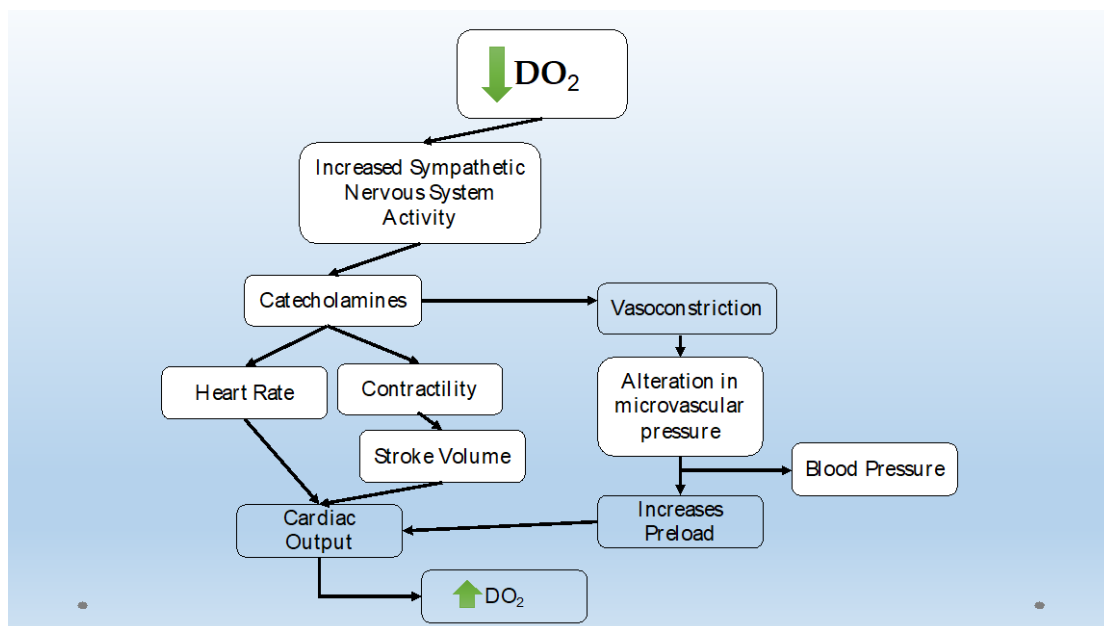 DO₂
Increased Sympathetic
Nervous System
Activity
Catecholamines
Vasoconstriction
Heart Rate
Contractility
Alteration in
microvascular
pressure
Stroke Volume
Blood Pressure
Cardiac
Output
Increases
Preload
DO₂